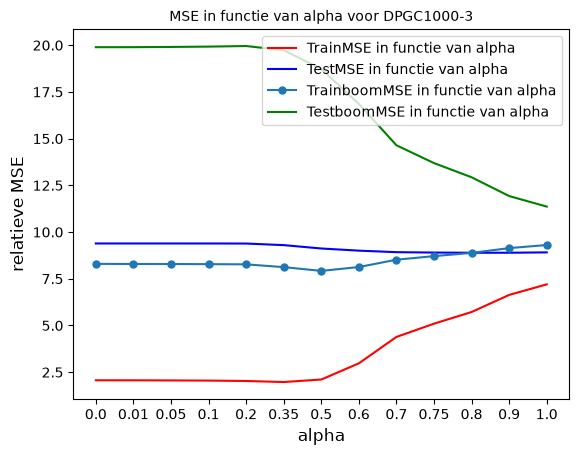 MSE in functie van alpha voor DPGC1000-3
TrainMSE in functie van alpha
TestMSE in functie van alpha
TrainboomMSE in functie van alpha
TestboomMSE in functie van alpha
relatieve MSE
20.0
17.5
15.0
12.5
10.0
7.5
5.0
2.5
0.0 0.01 0.05 0.1 0.2 0.35 0.5 0.6 0.7 0.75 0.8 0.9 1.0
alpha